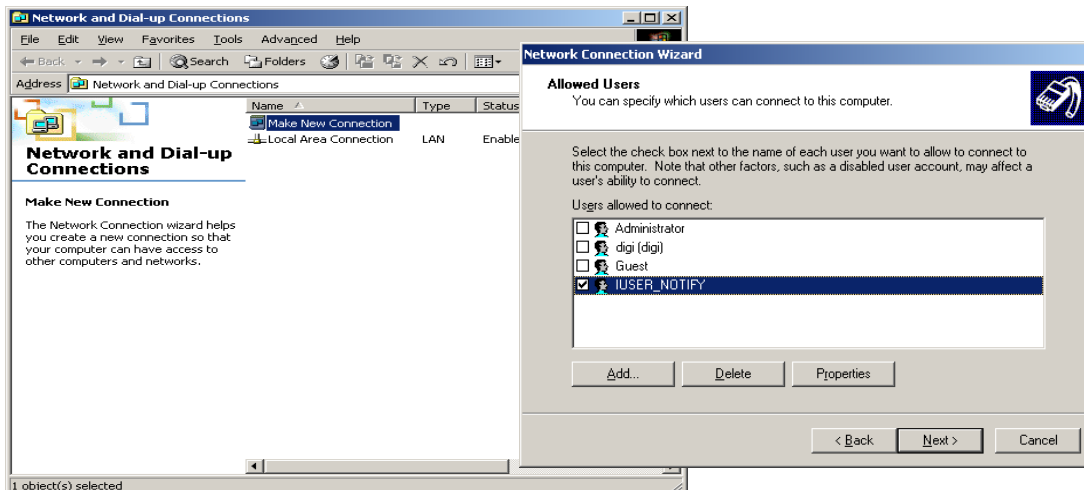 Network and Dial-up Connections
File Edit View Favorites Tools Advanced Help
Back Search Folders
Address Network and Dial-up Connections
Name Type Status
Make New Connection
Local Area Connection LAN Enable
Network and Dial-up
Connections
Make New Connection
The Network Connection wizard helps
you create a new connection so that
your computer can have access to
other computers and networks.
1 object(s) selected
Network Connection Wizard
Allowed Users
You can specify which users can connect to this computer.
Select the check box next to the name of each user you want to allow to connect to
this computer. Note that other factors, such as a disabled user account, may affect a
user's ability to connect.
Users allowed to connect:
Administrator
digi (digi)
Guest
IUSER_NOTIFY
Add... Delete Properties
< Back Next > Cancel